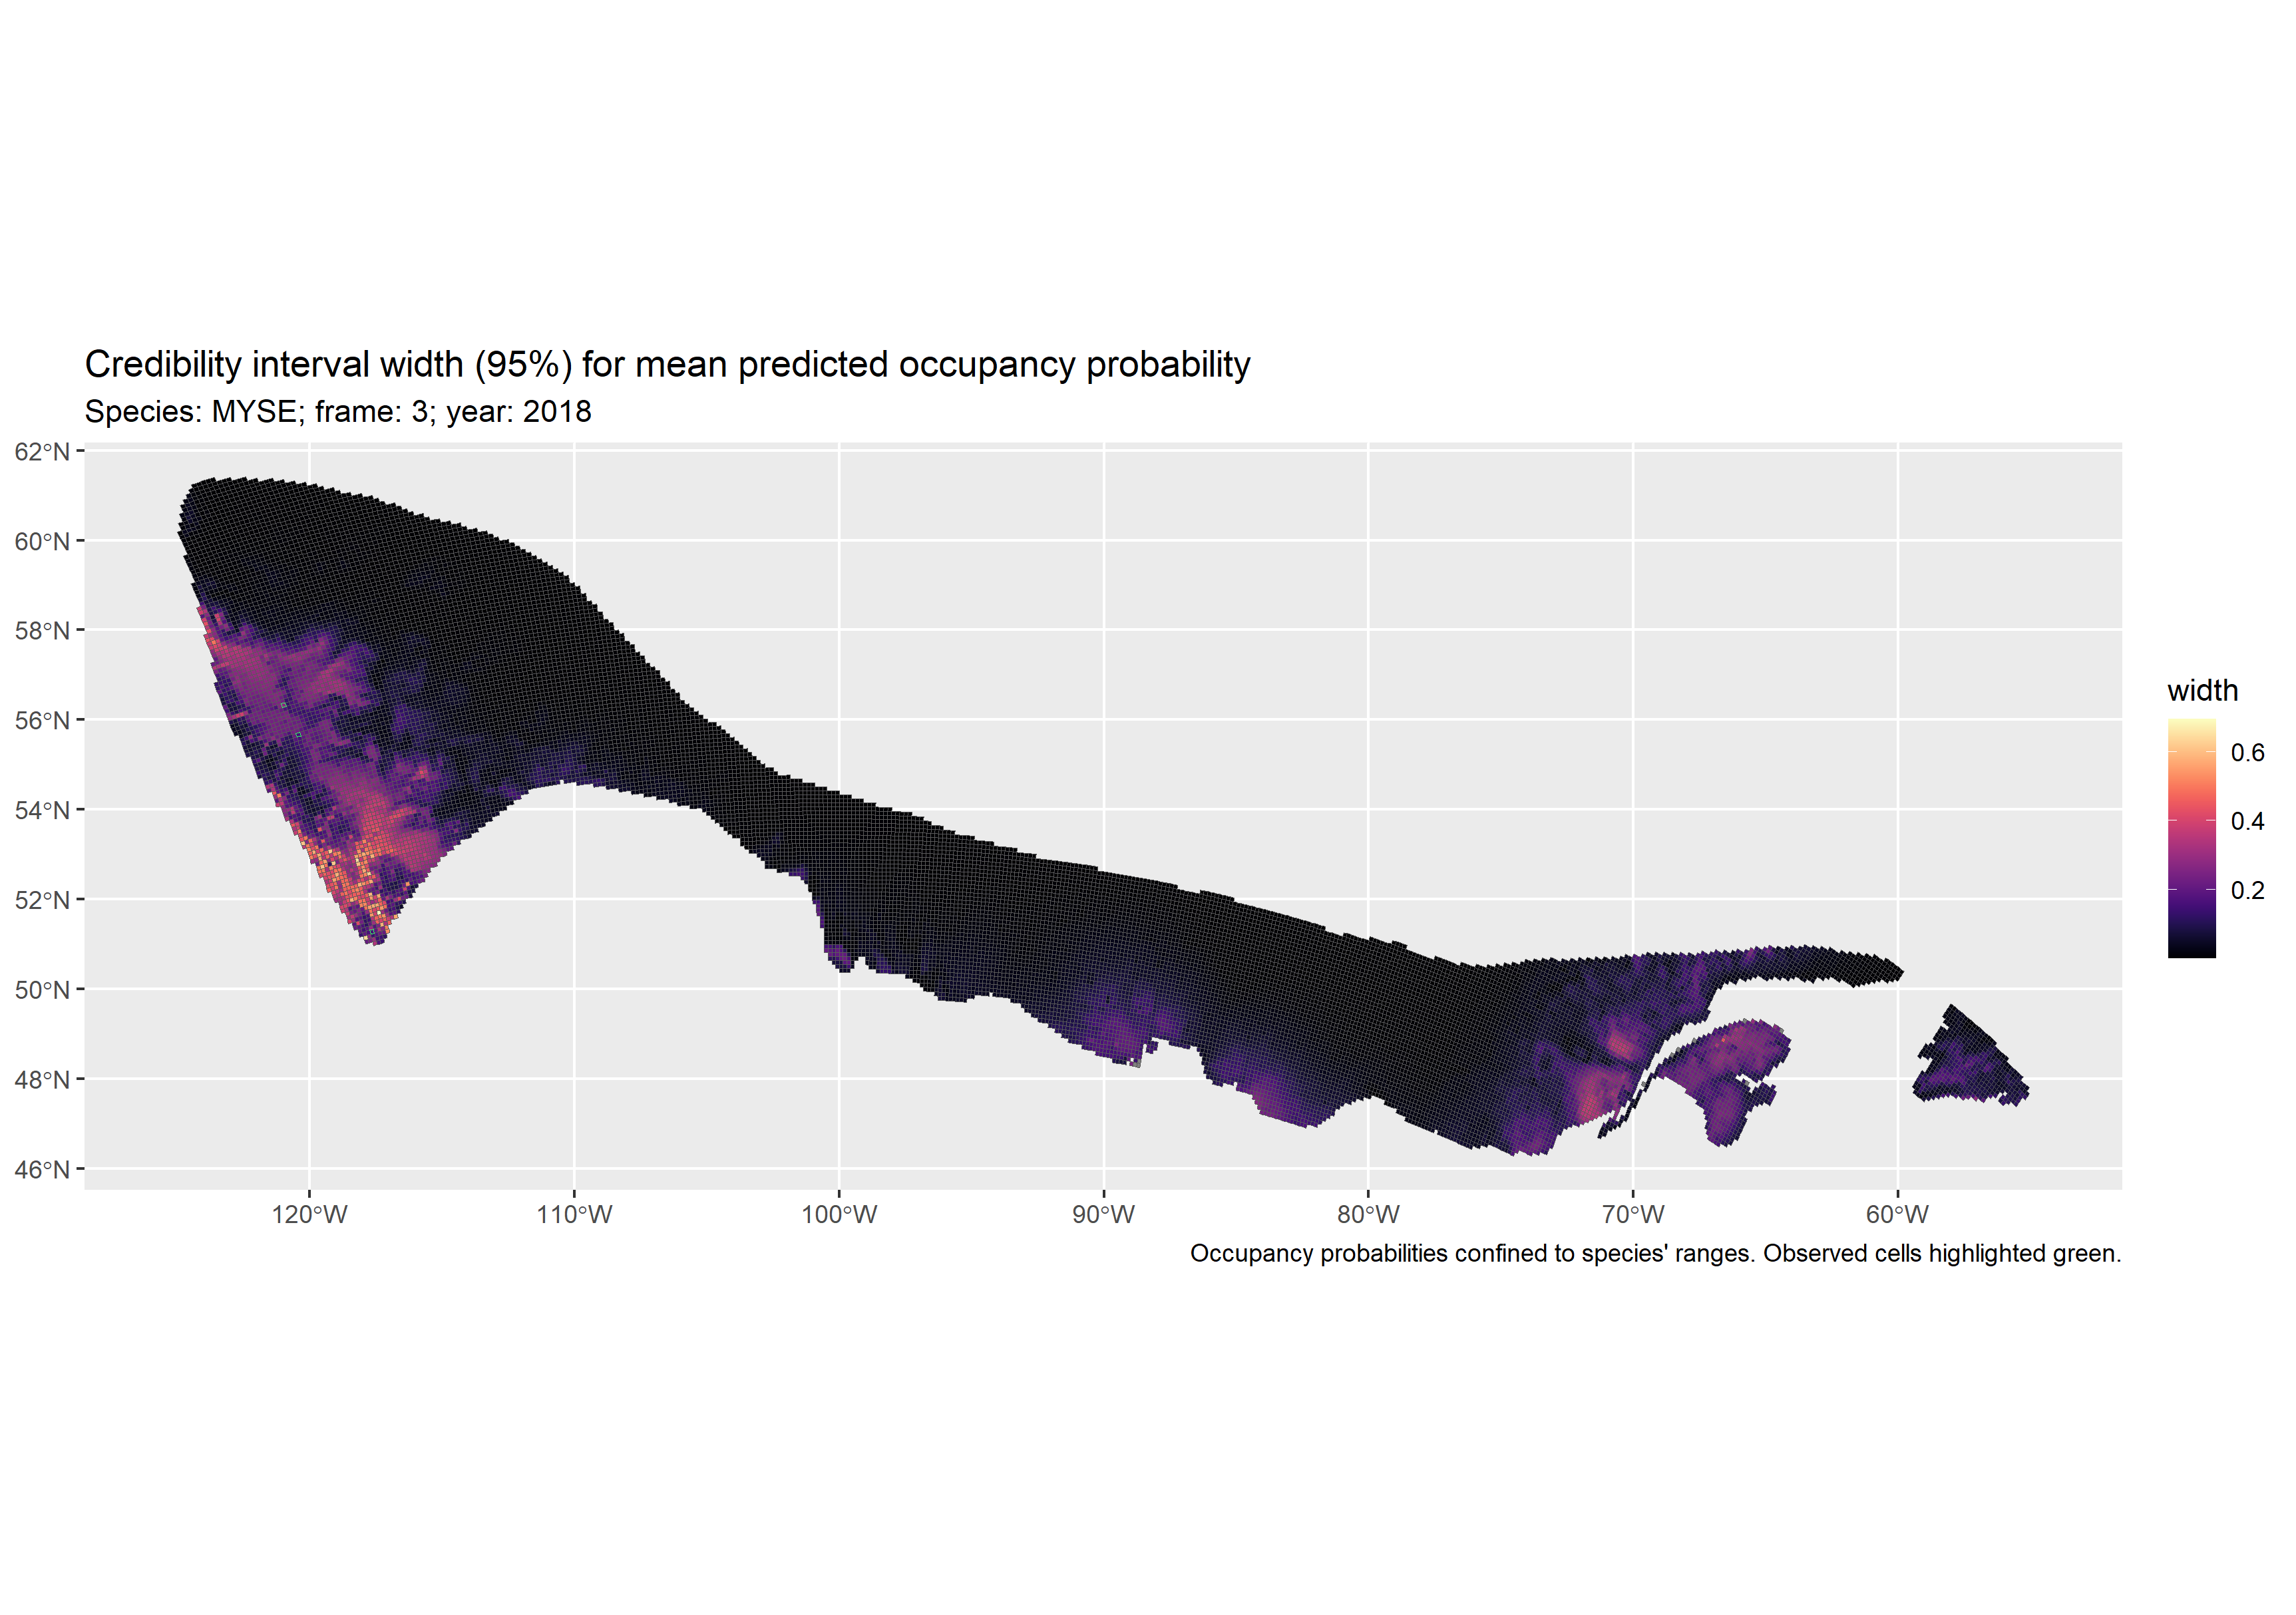 Credibility interval width (95%) for mean predicted occupancy probability
Species: MYSE; frame: 3; year: 2018
62°N
60°N
58°N
56°N
54°N
52°N
50°N
48°N
46°N
120°W
110°W
100°W
90°W
80°W
70°W
60°W
width
0.6
0.4
0.2
Occupancy probabilities confined to species' ranges. Observed cells highlighted green.